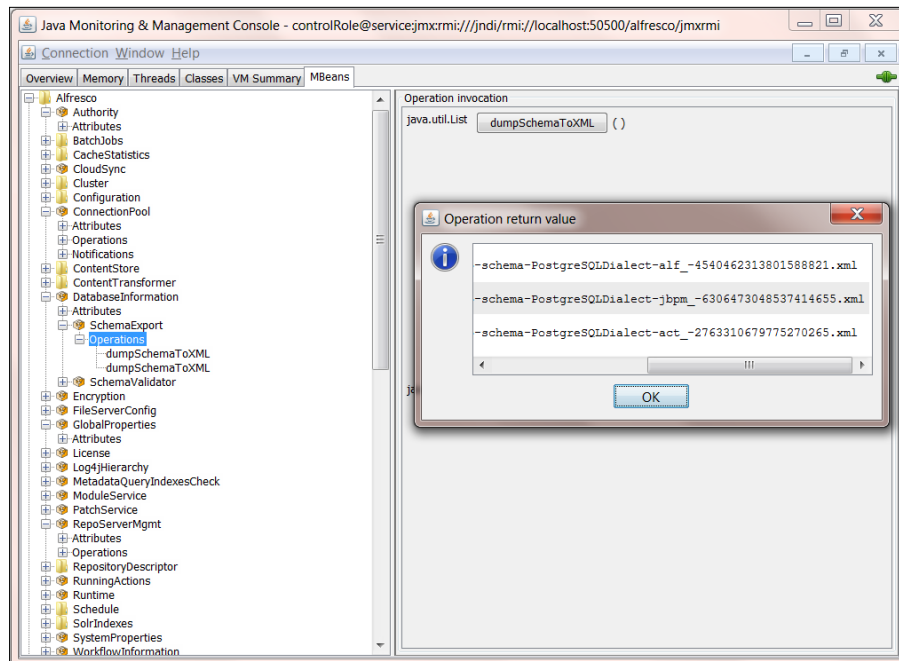 Java Monitoring & Management Console - controlRole@service:jmx:rmi:///jndi/rmi://localhost:50500/alfresco/jmxrmi
Connection Window Help
Overview Memory Threads Classes VM Summary MBeans
Alfresco
Authority
Attributes
BatchJobs
CacheStatistics
CloudSync
Cluster
Configuration
ConnectionPool
Attributes
Operations
Notifications
ContentStore
ContentTransformer
DatabaseInformation
Attributes
SchemaExport
Operations
dumpSchemaToXML
dumpSchemaToXML
SchemaValidator
Encryption
FileServerConfig
GlobalProperties
Attributes
License
Log4jHierarchy
MetadataQueryIndexesCheck
ModuleService
PatchService
RepoServerMgmt
Attributes
Operations
RepositoryDescriptor
RunningActions
Runtime
Schedule
SolrIndexes
SystemProperties
WorkflowInformation
Operation invocation
java.util.List dumpSchemaToXML ( )
Operation return value
-schema-PostgreSQLDialect-alf_-4540462313801588821.xml
-schema-PostgreSQLDialect-jbpm_-6306473048537414655.xml
-schema-PostgreSQLDialect-act_-2763310679775270265.xml
OK